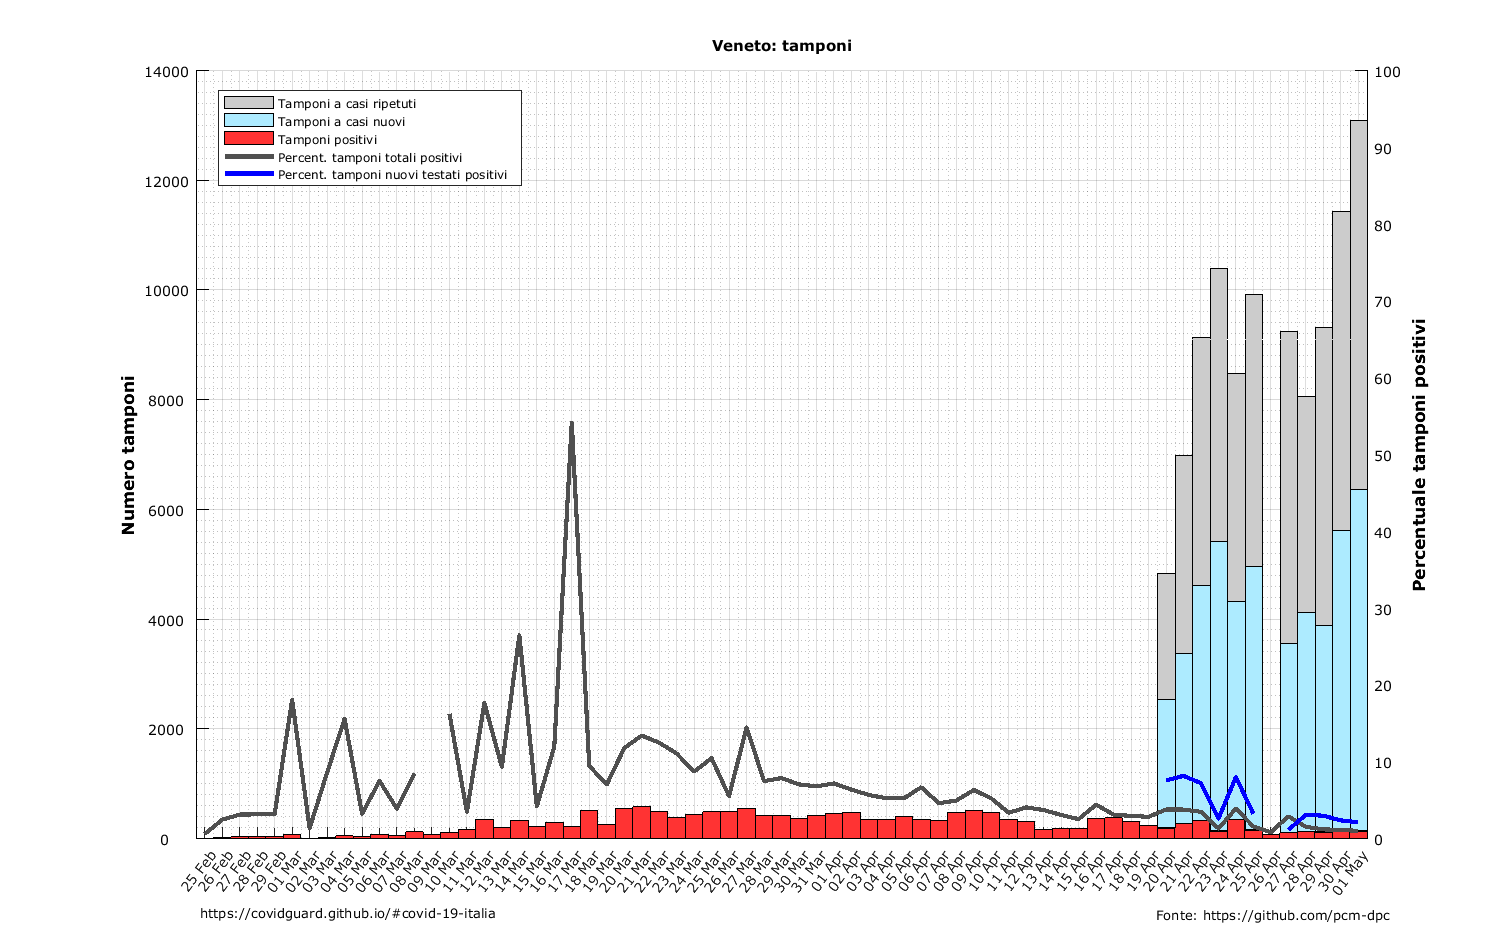 Veneto: tamponi
14000
12000
10000
8000
6000
4000
2000
0
Numero tamponi
Tamponi a casi ripetuti
Tamponi a casi nuovi
Tamponi positivi
Percent. tamponi totali positivi
Percent. tamponi nuovi testati positivi
100
90
80
70
60
50
40
30
20
10
0
Percentuale tamponi positivi
25 Feb
26 Feb
27 Feb
28 Feb
29 Feb
01 Mar
02 Mar
03 Mar
04 Mar
05 Mar
06 Mar
07 Mar
08 Mar
09 Mar
10 Mar
11 Mar
12 Mar
13 Mar
14 Mar
15 Mar
16 Mar
17 Mar
18 Mar
19 Mar
20 Mar
21 Mar
22 Mar
23 Mar
24 Mar
25 Mar
26 Mar
27 Mar
28 Mar
29 Mar
30 Mar
31 Mar
01 Apr
02 Apr
03 Apr
04 Apr
05 Apr
06 Apr
07 Apr
08 Apr
09 Apr
10 Apr
11 Apr
12 Apr
13 Apr
14 Apr
15 Apr
16 Apr
17 Apr
18 Apr
19 Apr
20 Apr
21 Apr
22 Apr
23 Apr
24 Apr
25 Apr
26 Apr
27 Apr
28 Apr
29 Apr
30 Apr
01 May
https://covidguard.github.io/#covid-19-italia
Fonte: https://github.com/pcm-dpc